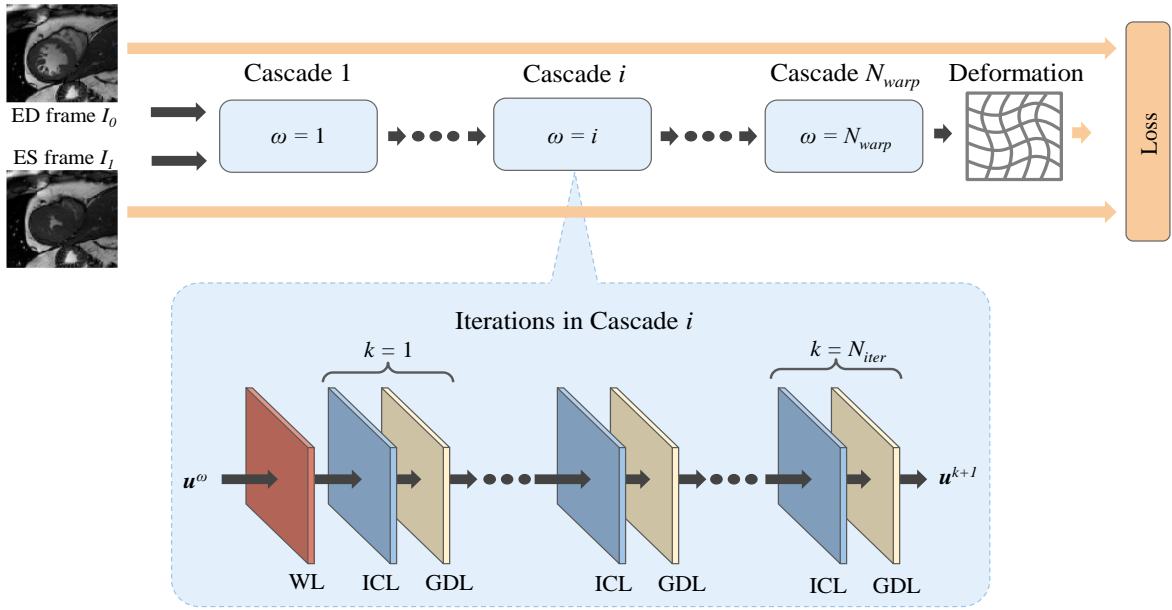 Cascade 1
Cascade i
Cascade N_warp
Deformation
ED frame I_0
ES frame I_1
ω = 1
ω = i
ω = N_warp
Loss
Iterations in Cascade i
k = 1
k = N_iter
u^ω
u^{k+1}
WL
ICL
GDL
ICL
GDL
ICL
GDL